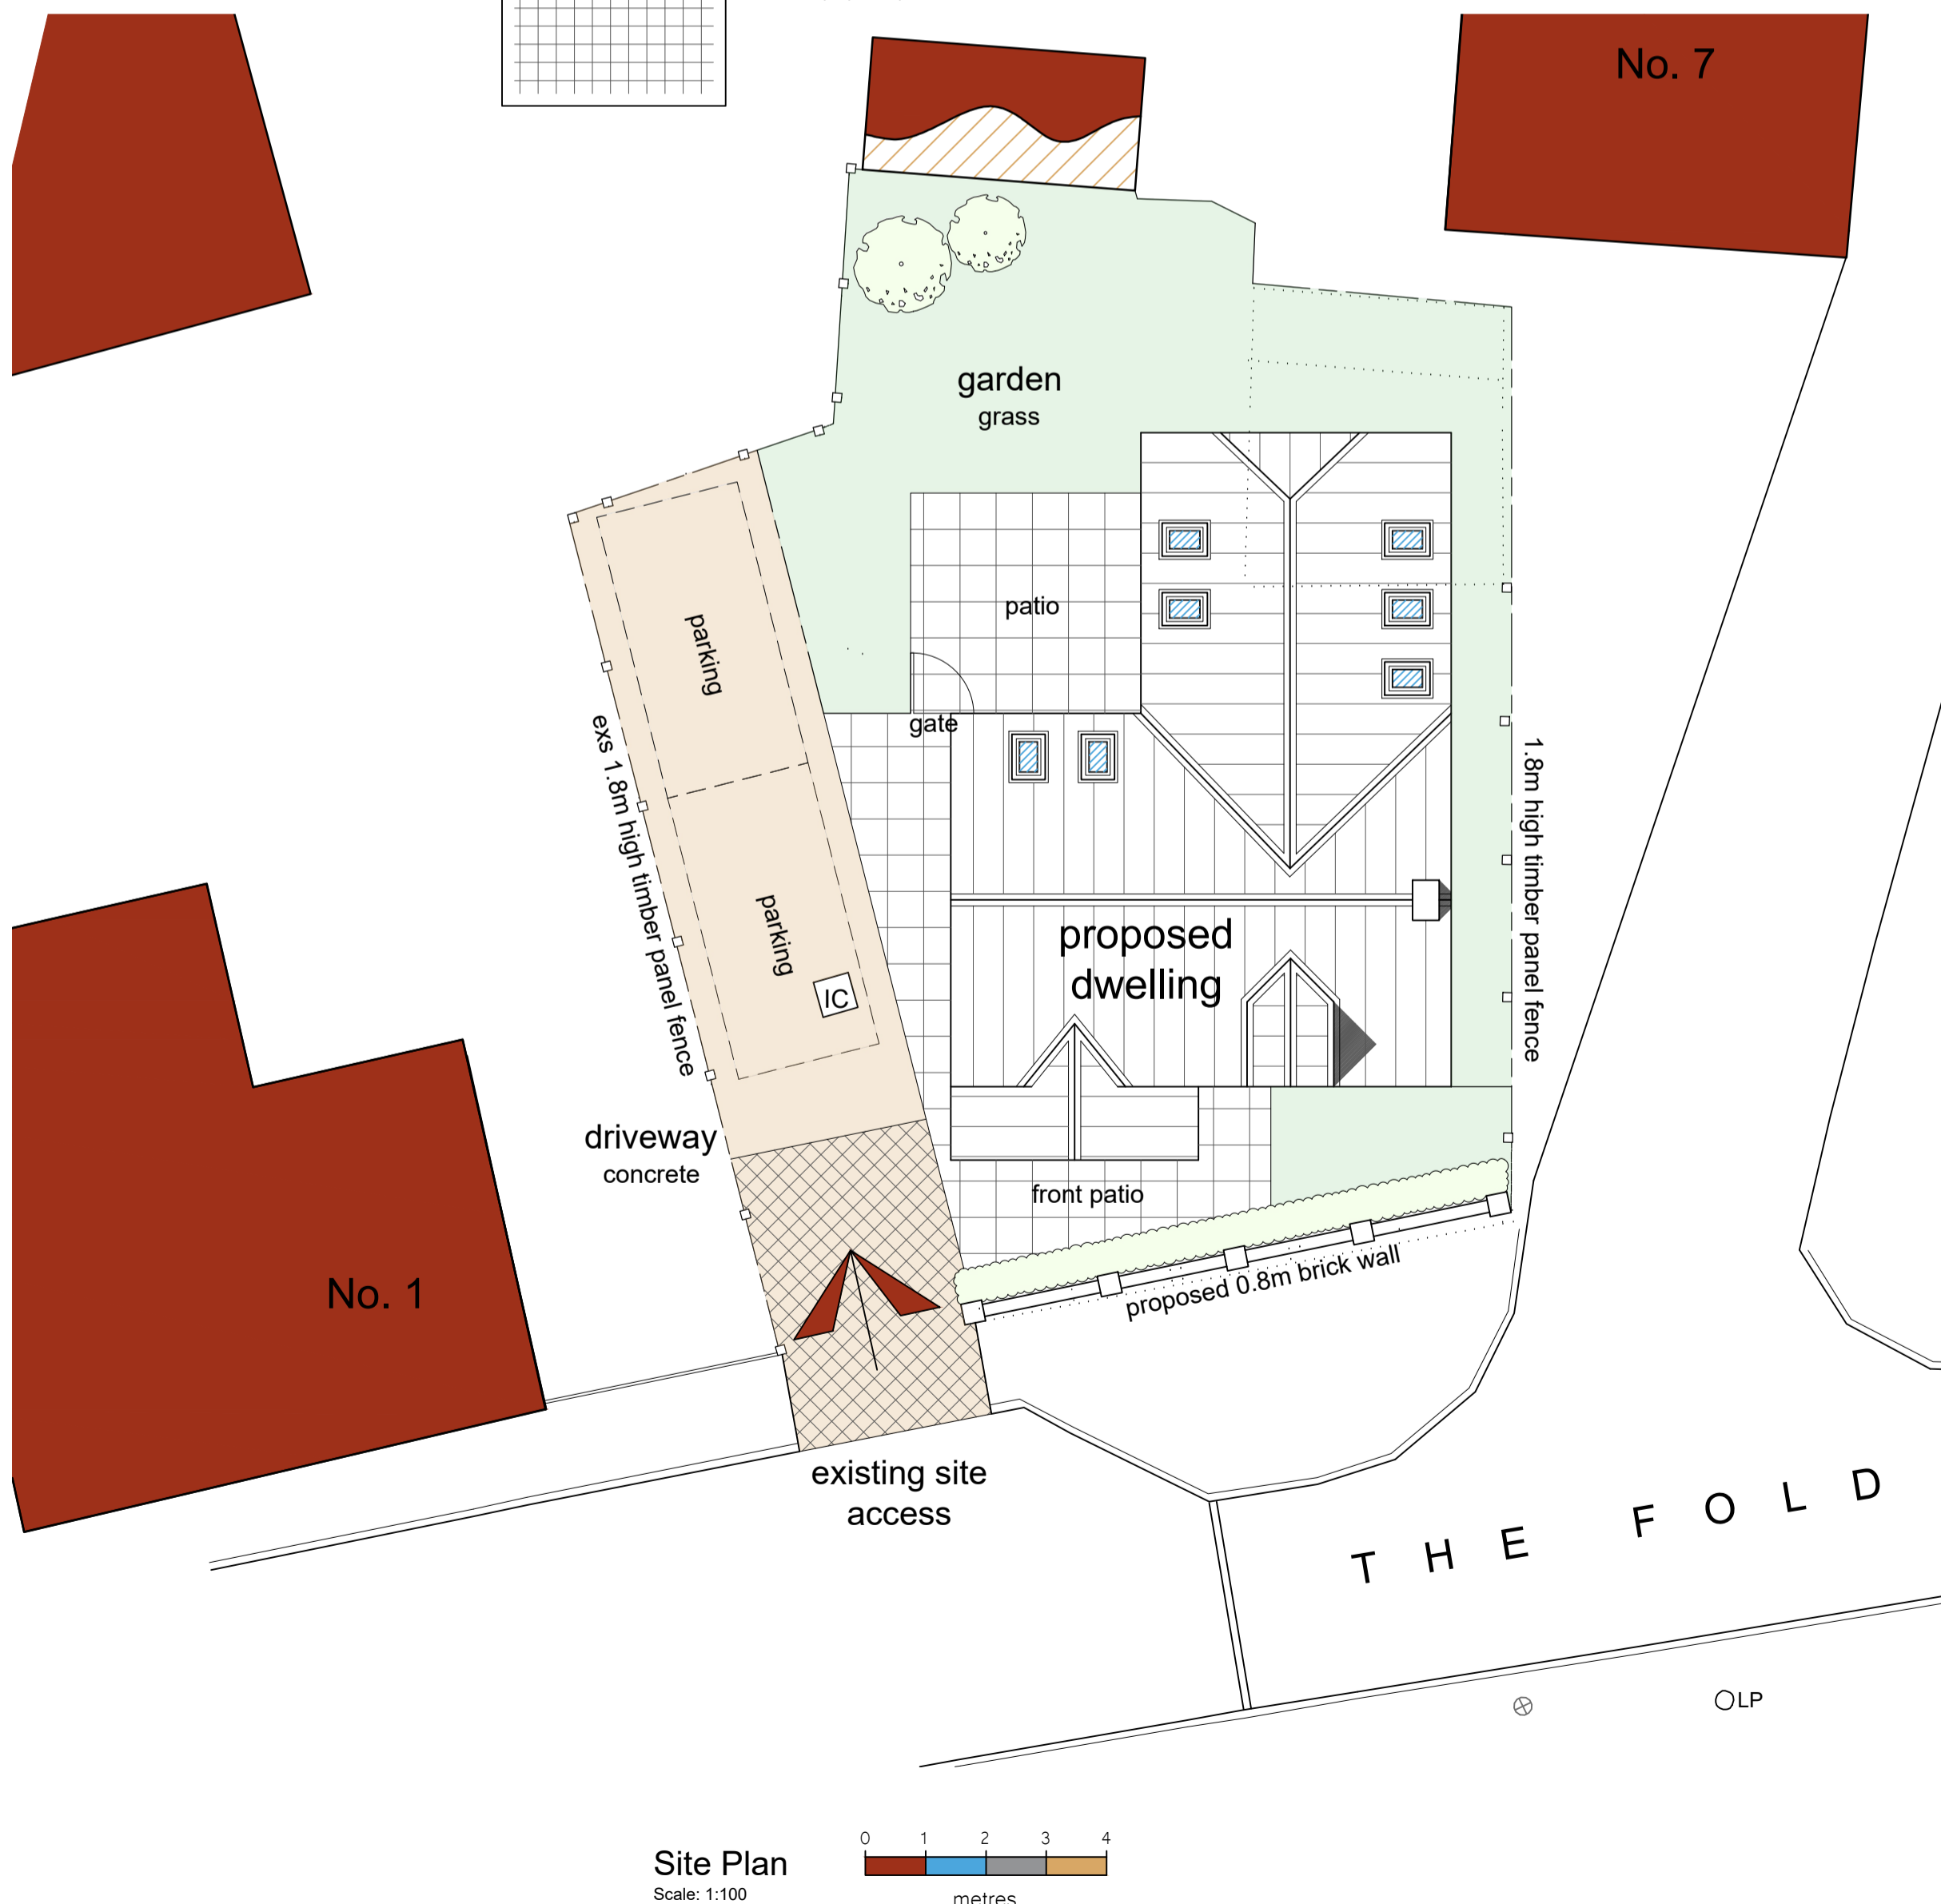 No. 7
garden
grass
patio
parking
gate
exs 1.8m high timber panel fence
1.8m high timber panel fence
parking
proposed
dwelling
IC
driveway
concrete
front patio
No. 1
proposed 0.8m brick wall
existing site
access
THE FOLD
LP
0 1 2 3 4
Site Plan
Scale: 1:100
metres